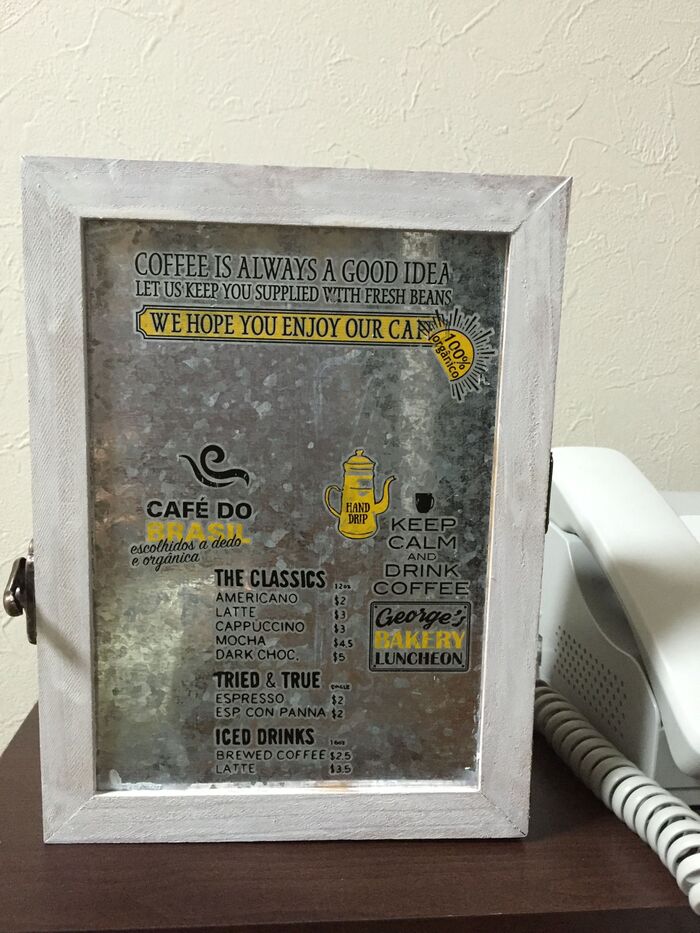 COFFEE IS ALWAYS A GOOD IDEA
LET US KEEP YOU SUPPLIED WITH FRESH BEANS
WE HOPE YOU ENJOY OUR
100%
orgânico
CAFÉ DO
BRASIL
escolhidos a dedo
e orgânica
HAND
DRIP
KEEP
CALM
AND
DRINK
COFFEE
George's
BAKERY
LUNCHEON
THE CLASSICS 12oz
AMERICANO $2
LATTE $3
CAPPUCCINO $3
MOCHA $4.5
DARK CHOC. $5
TRIED & TRUE
ESPRESSO $2
ESP CON PANNA $2
ICED DRINKS 16oz
BREWED COFFEE $2.5
LATTE $3.5